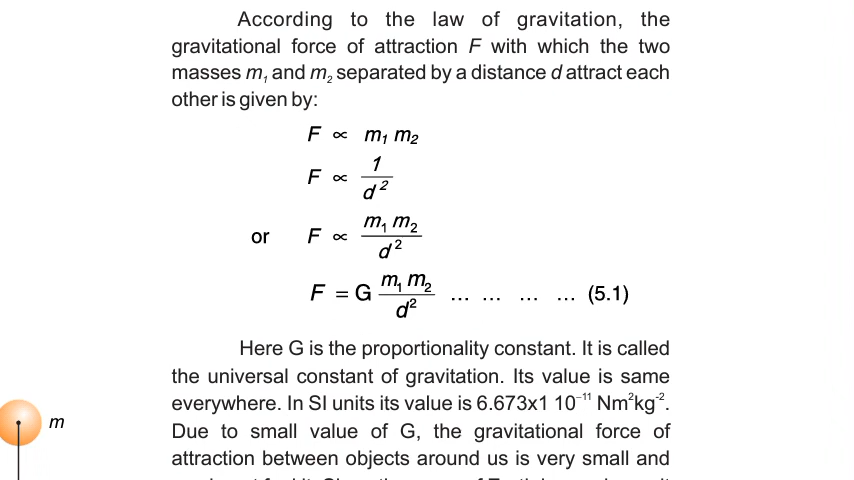 According to the law of gravitation, the
gravitational force of attraction F with which the two
masses m₁ and m₂ separated by a distance d attract each
other is given by:
F ∝ m₁ m₂
F ∝ 1/d²
or F ∝ m₁ m₂/d²
F = G m₁ m₂/d² ... ... ... ... (5.1)
Here G is the proportionality constant. It is called
the universal constant of gravitation. Its value is same
everywhere. In SI units its value is 6.673x1 10⁻¹¹ Nm²kg⁻².
m
Due to small value of G, the gravitational force of
attraction between objects around us is very small and